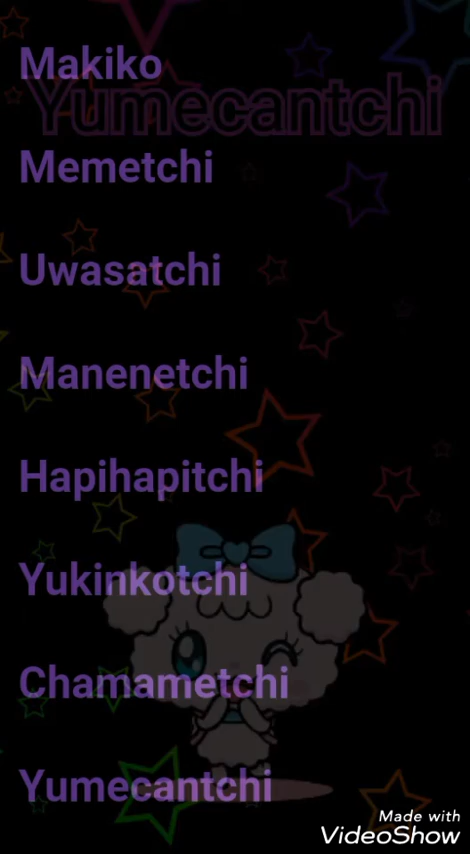 Makiko
Yumecantchi
Memetchi
Uwasatchi
Manenetchi
Hapihapitchi
Yukinkotchi
Chamametchi
Yumecantchi
Made with
VideoShow